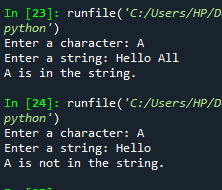 In [23]: runfile('C:/Users/HP/D
python')
Enter a character: A
Enter a string: Hello All
A is in the string.
In [24]: runfile('C:/Users/HP/D
python')
Enter a character: A
Enter a string: Hello
A is not in the string.